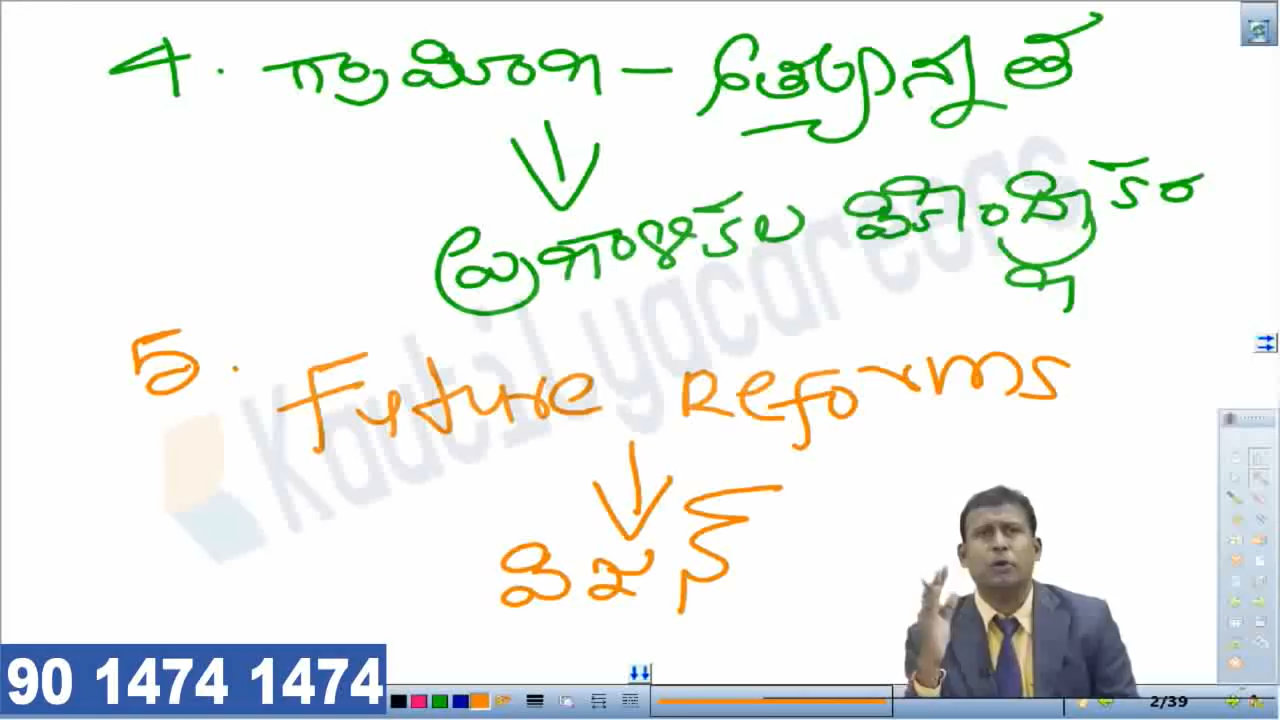 4. గ్రామీణ -
ప్రణాళికల వికేంద్రీకరణ
5. Future Reforms
విజన్
Kautilyacareers
90 1474 1474
2/39